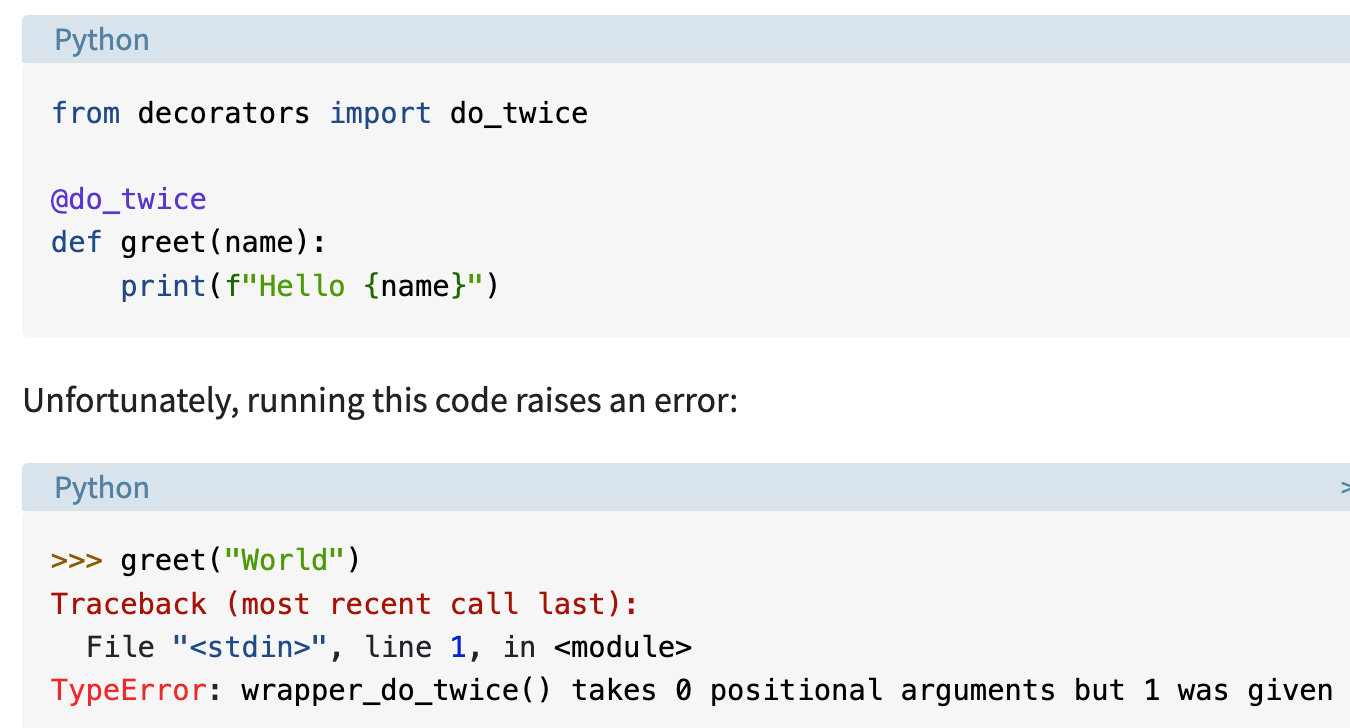 Python
from decorators import do_twice
@do_twice
def greet(name):
    print(f"Hello {name}")
Unfortunately, running this code raises an error:
Python >
>>> greet("World")
Traceback (most recent call last):
  File "<stdin>", line 1, in <module>
TypeError: wrapper_do_twice() takes 0 positional arguments but 1 was given